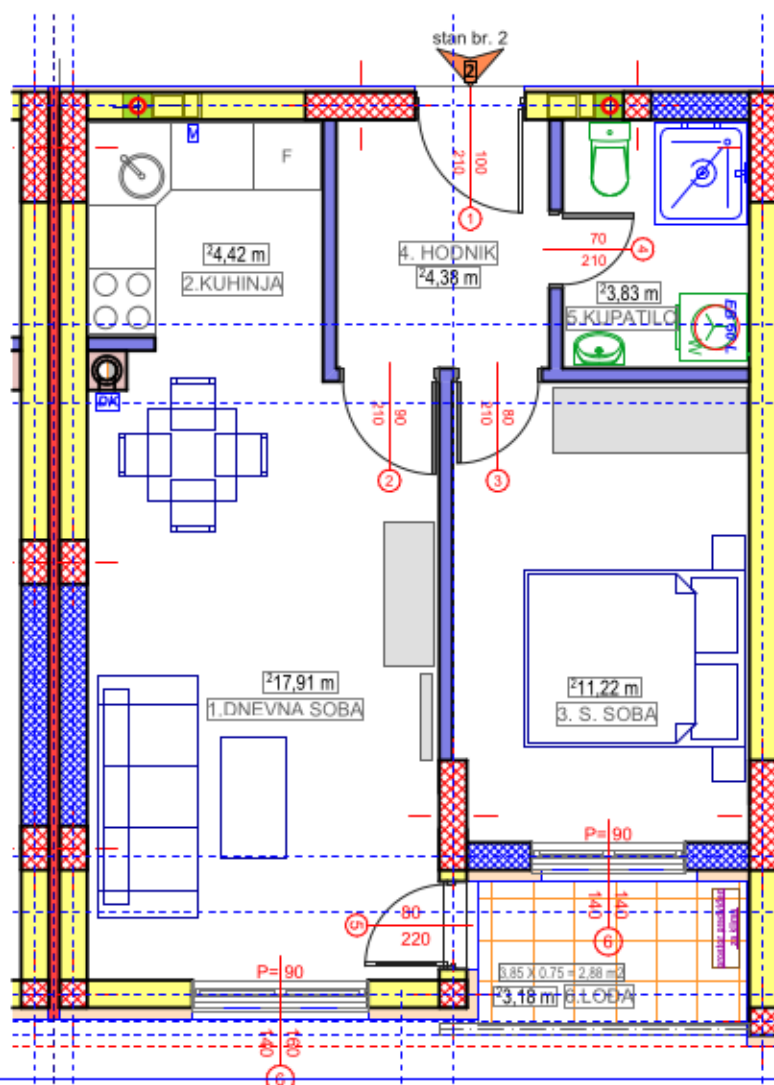 stan br. 2
2
M
F
100
210
1
²4,42 m
2.KUHINJA
4. HODNIK
²4,38 m
70
210
4
²3,83 m
5.KUPATILO
W
EB 50 L
DK
90
210
2
80
210
3
²17,91 m
1.DNEVNA SOBA
²11,22 m
3. S. SOBA
P= 90
140
140
6
80
220
5
P= 90
3.85 X 0.75 = 2,88 m2
²3,18 m
6.LOĐA
160
140
6